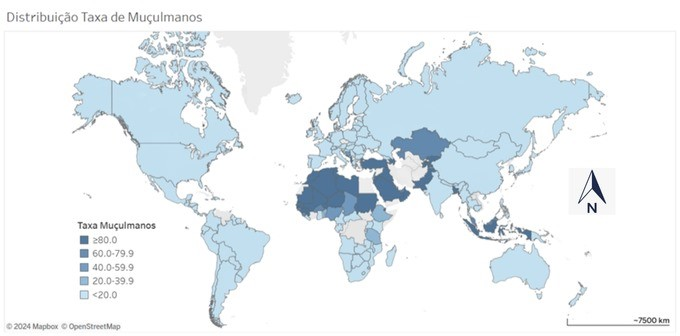 Distribuição Taxa de Muçulmanos
N
Taxa Muçulmanos
≥80.0
60.0-79.9
40.0-59.9
20.0-39.9
<20.0
© 2024 Mapbox © OpenStreetMap
~7500 km